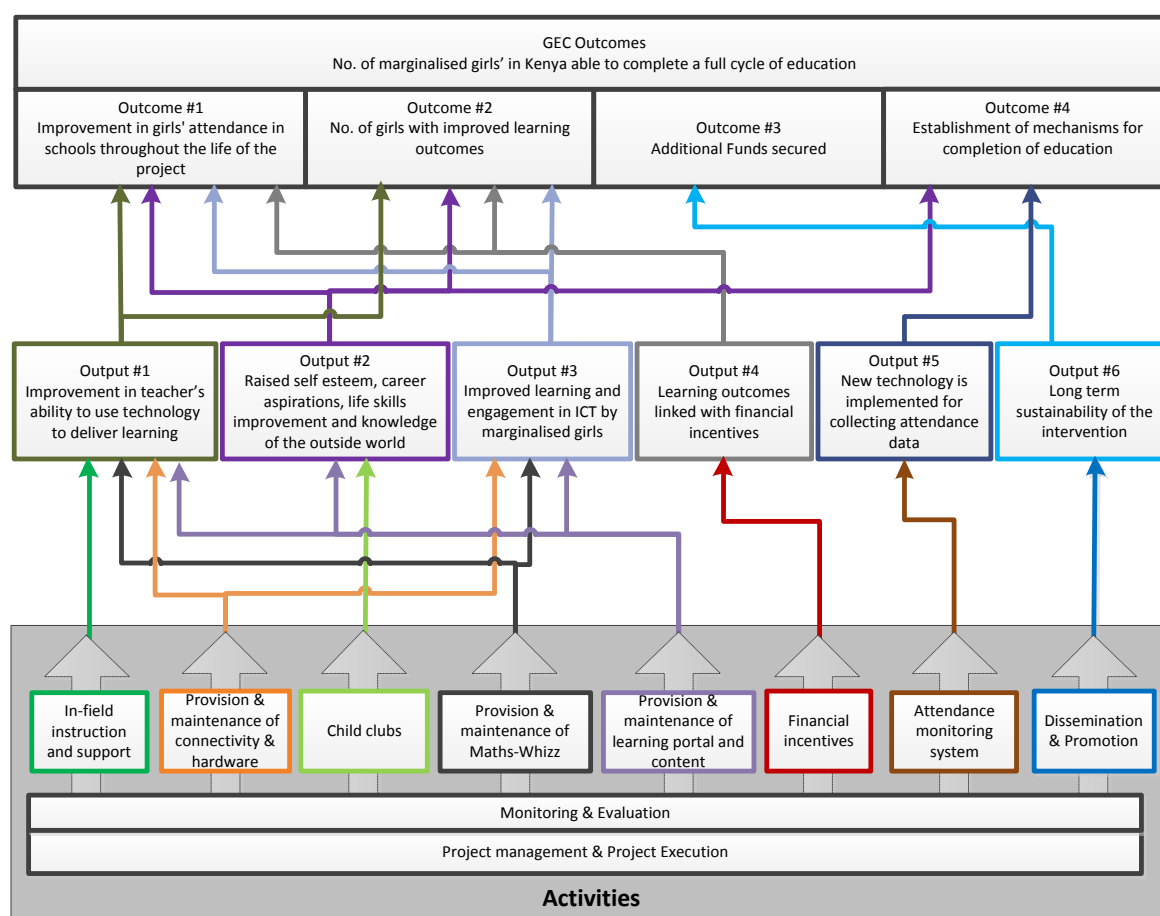 GEC Outcomes
No. of marginalised girls’ in Kenya able to complete a full cycle of education
Outcome #1
Improvement in girls' attendance in
schools throughout the life of the
project
Outcome #2
No. of girls with improved learning
outcomes
Outcome #3
Additional Funds secured
Outcome #4
Establishment of mechanisms for
completion of education
Output #1
Improvement in teacher’s
ability to use technology
to deliver learning
Output #2
Raised self esteem, career
aspirations, life skills
improvement and knowledge
of the outside world
Output #3
Improved learning and
engagement in ICT by
marginalised girls
Output #4
Learning outcomes
linked with financial
incentives
Output #5
New technology is
implemented for
collecting attendance
data
Output #6
Long term
sustainability of the
intervention
In-field
instruction
and support
Provision &
maintenance of
connectivity &
hardware
Child clubs
Provision &
maintenance of
Maths-Whizz
Provision &
maintenance of
learning portal and
content
Financial
incentives
Attendance
monitoring
system
Dissemination
& Promotion
Monitoring & Evaluation
Project management & Project Execution
Activities